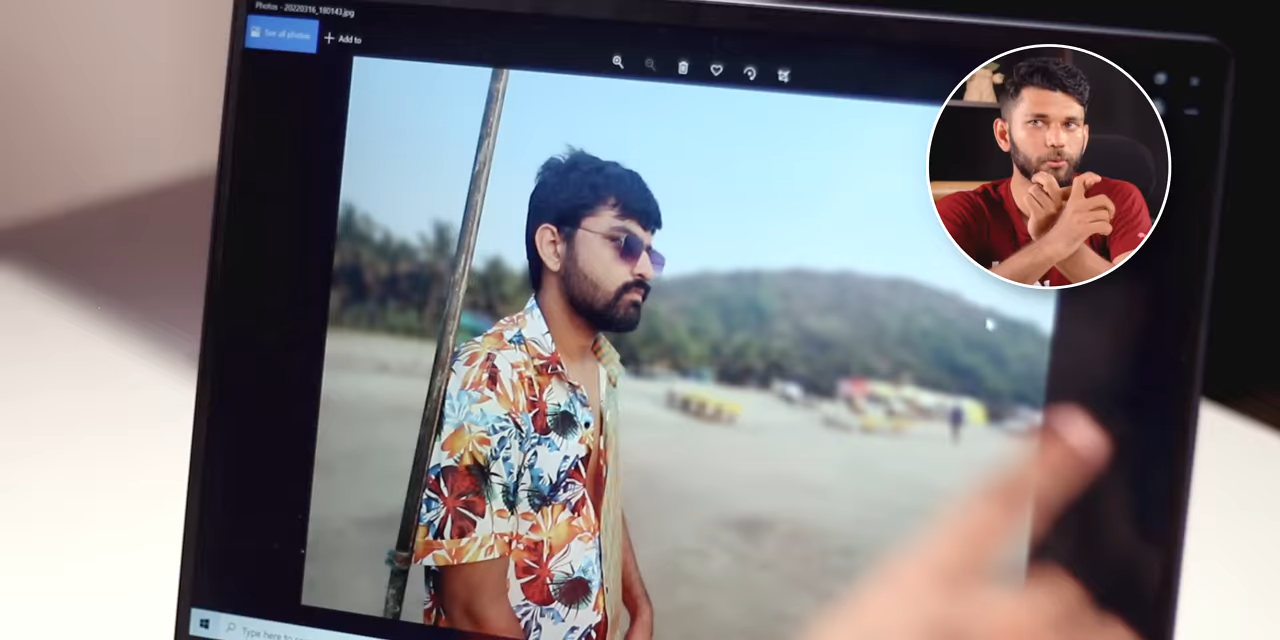 Photos - 20220316_180143.jpg
See all photos
Add to
Type here to